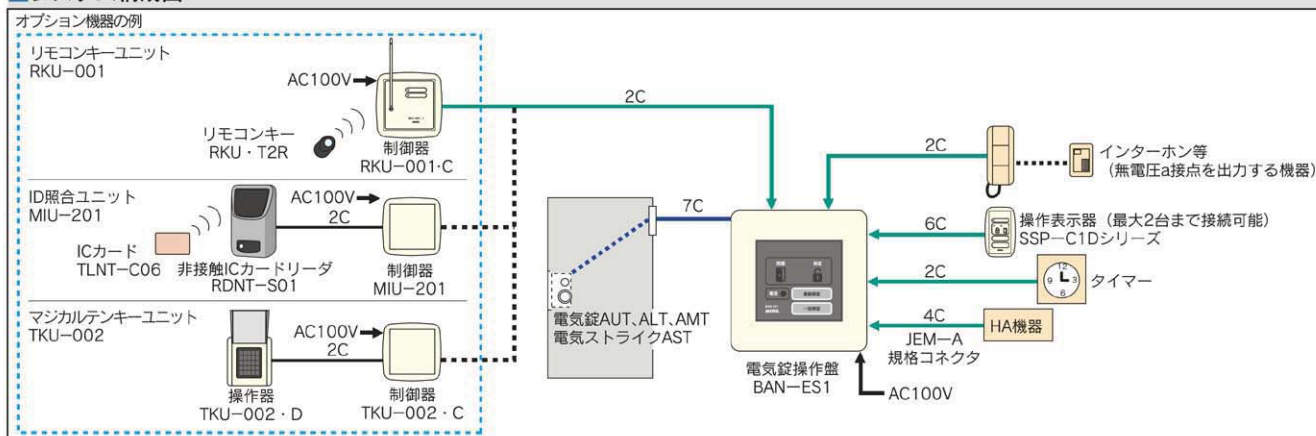 オプション機器の例
リモコンキーユニット
RKU-001
AC100V
リモコンキー
RKU・T2R
制御器
RKU-001・C
ID照合ユニット
MIU-201
AC100V
2C
ICカード
TLNT-C06
非接触ICカードリーダ
RDNT-S01
制御器
MIU-201
マジカルテンキーユニット
TKU-002
AC100V
2C
操作器
TKU-002・D
制御器
TKU-002・C
2C
7C
電気錠AUT、ALT、AMT
電気ストライクAST
電気錠操作盤
BAN-ES1
AC100V
2C
インターホン等
(無電圧a接点を出力する機器)
6C
操作表示器(最大2台まで接続可能)
SSP-C1Dシリーズ
2C
12
9
3
6
タイマー
4C
HA機器
JEM-A
規格コネクタ